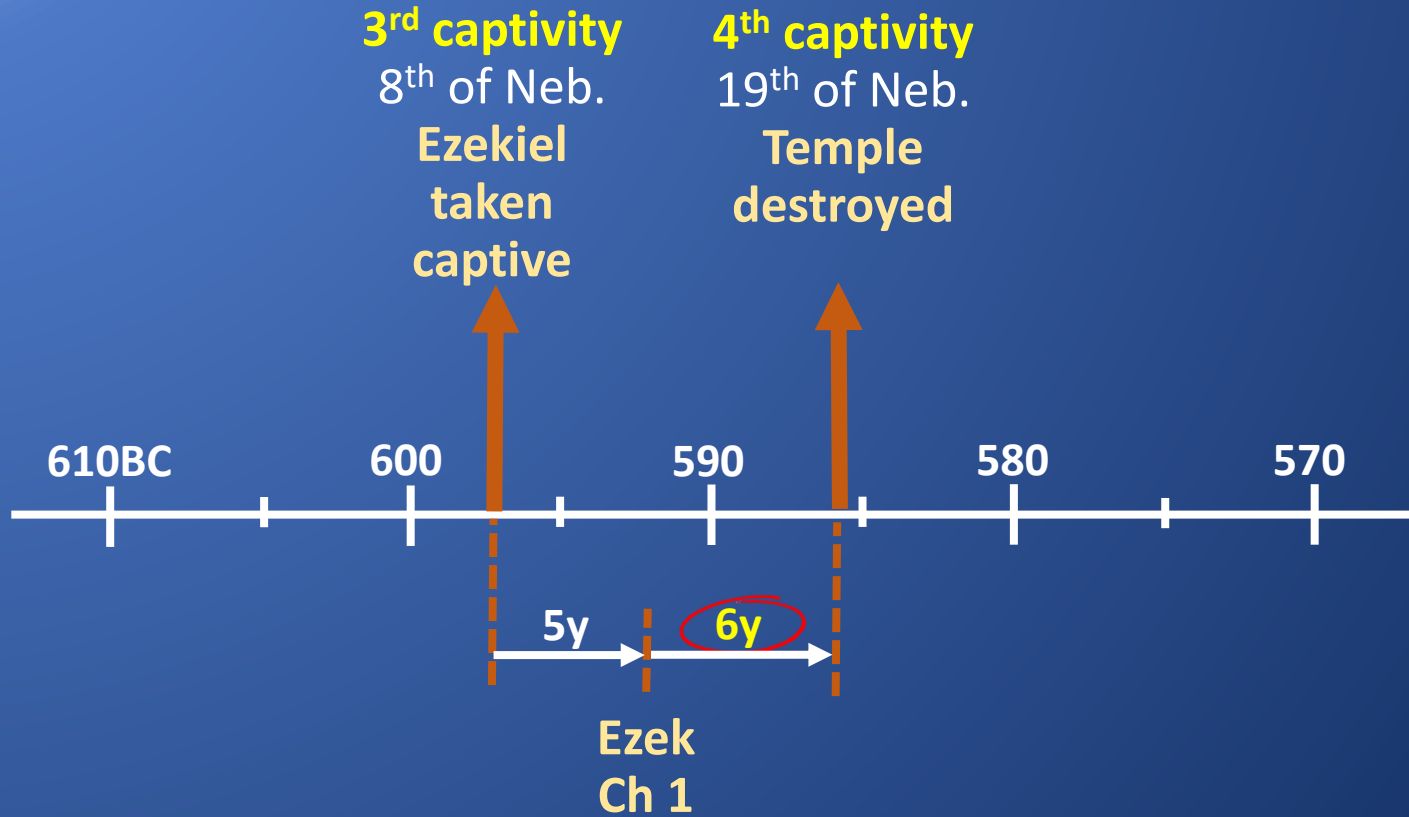 3rd captivity
8th of Neb.
Ezekiel
taken
captive
4th captivity
19th of Neb.
Temple
destroyed
610BC
600
590
580
570
5y
6y
Ezek
Ch 1